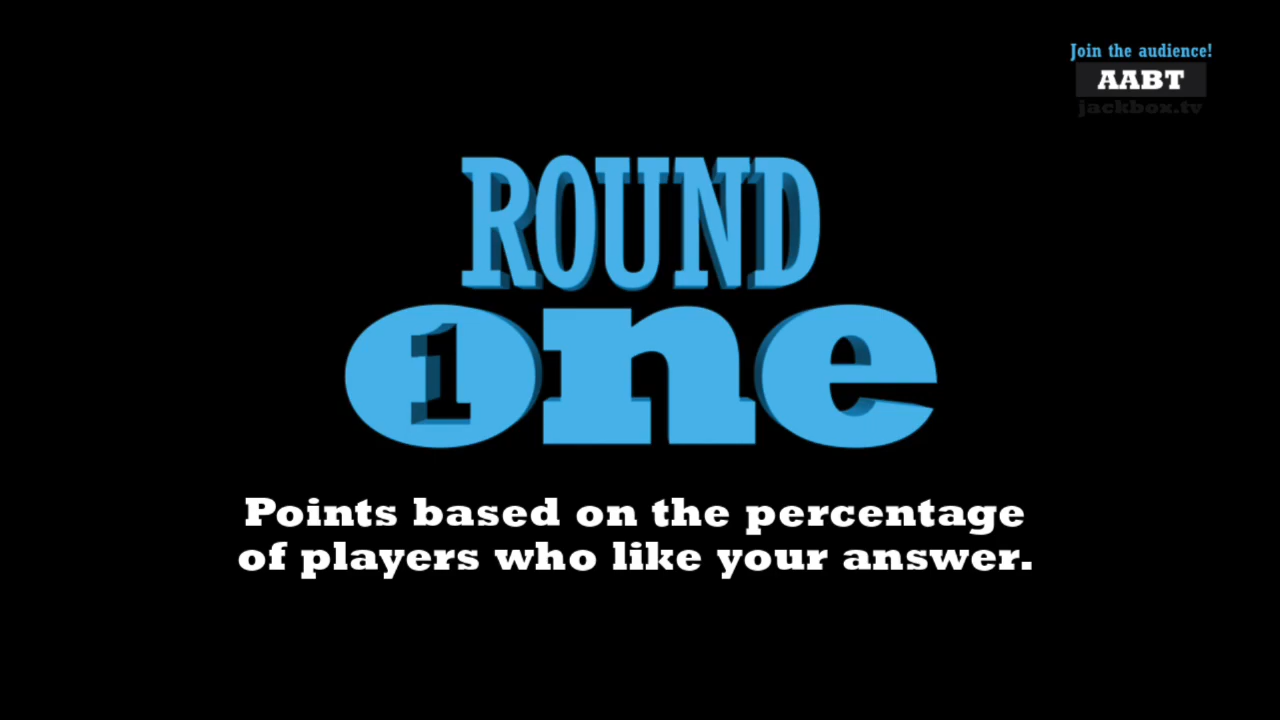 Join the audience!
AABT
jackbox.tv
ROUND
One
1
Points based on the percentage
of players who like your answer.